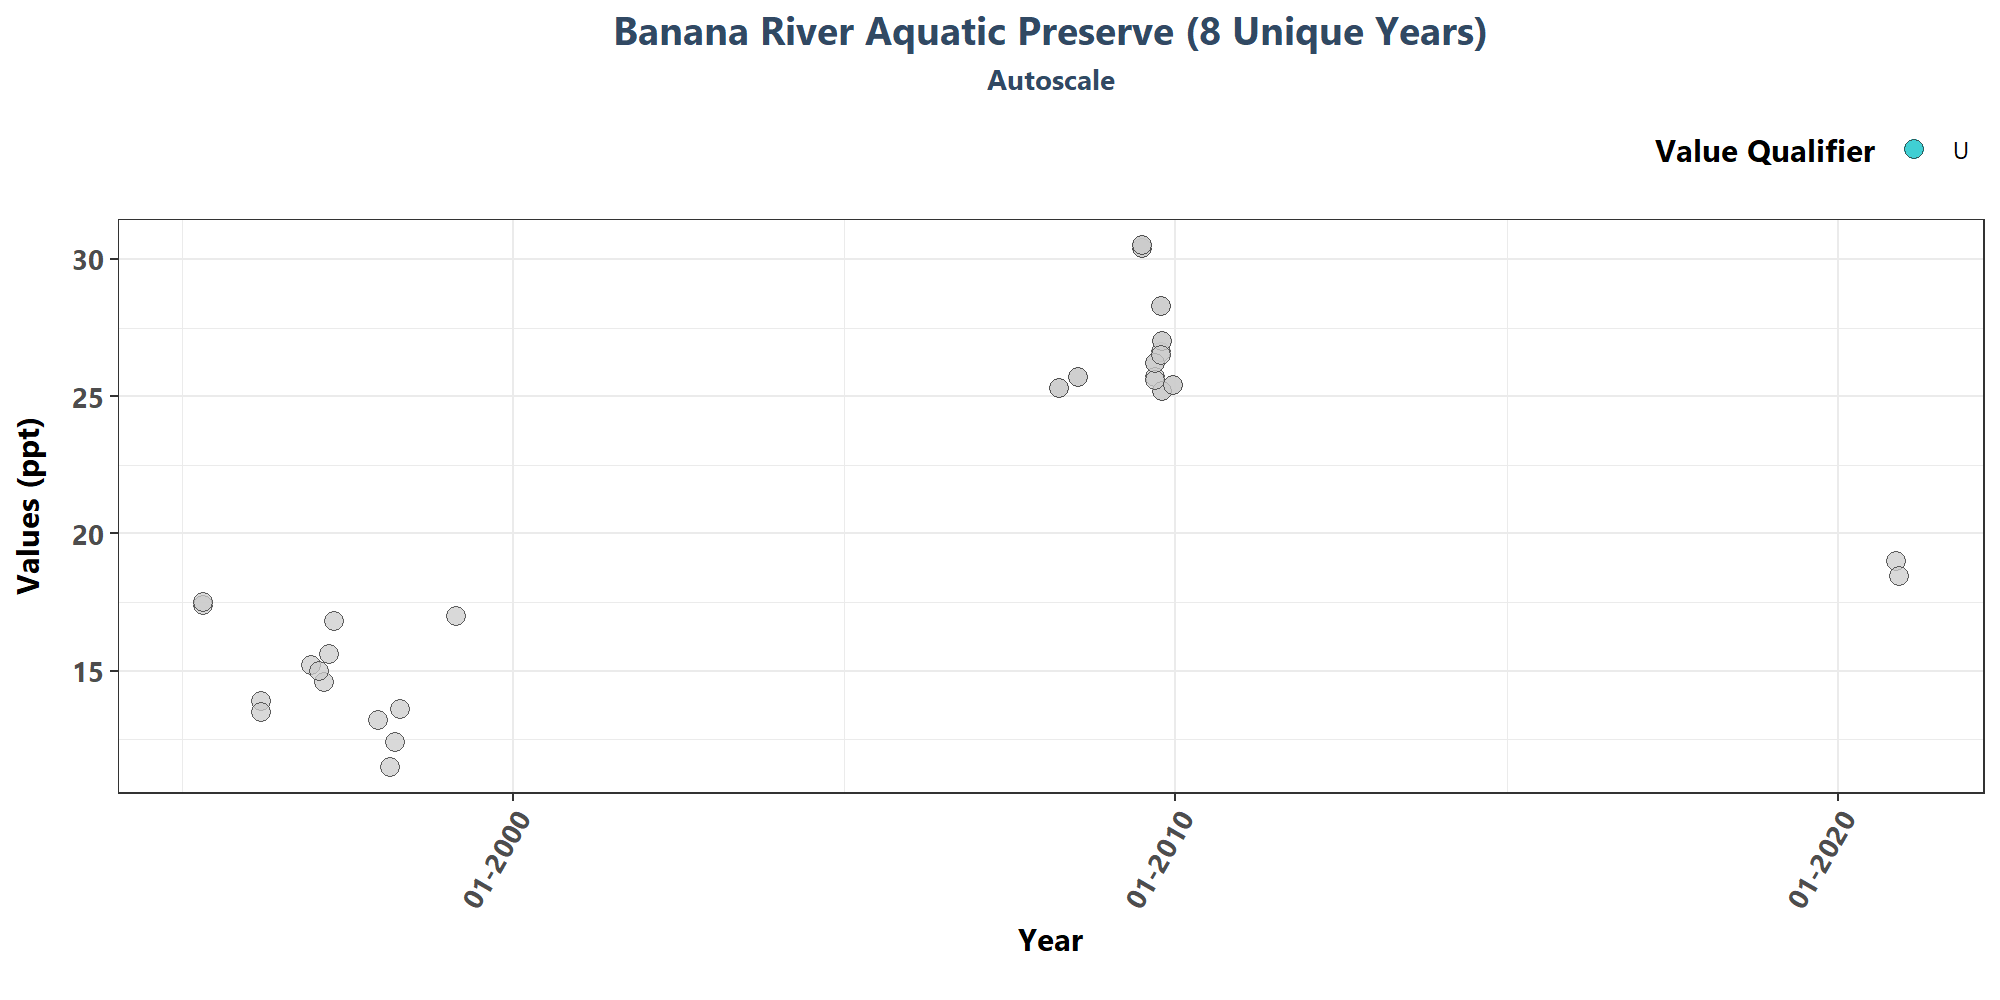 Banana River Aquatic Preserve (8 Unique Years)
Autoscale
Value Qualifier U
30
25
20
15
Values (ppt)
01-2000
01-2010
01-2020
Year